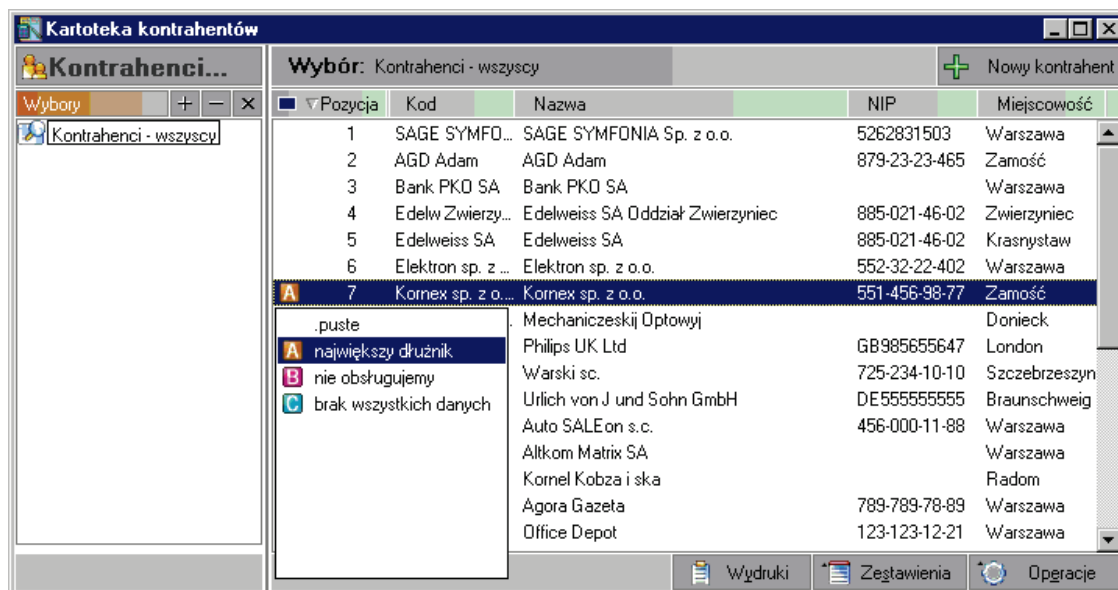 Kartoteka kontrahentów
Kontrahenci...
Wybór: Kontrahenci - wszyscy
Nowy kontrahent
Wybory
Pozycja Kod Nazwa NIP Miejscowość
Kontrahenci - wszyscy
1 SAGE SYMFO... SAGE SYMFONIA Sp. z o.o. 5262831503 Warszawa
2 AGD Adam AGD Adam 879-23-23-465 Zamość
3 Bank PKO SA Bank PKO SA Warszawa
4 Edelw Zwierzy... Edelweiss SA Oddział Zwierzyniec 885-021-46-02 Zwierzyniec
5 Edelweiss SA Edelweiss SA 885-021-46-02 Krasnystaw
6 Elektron sp. z ... Elektron sp. z o.o. 552-32-22-402 Warszawa
A 7 Kornex sp. z o.... Kornex sp. z o.o. 551-456-98-77 Zamość
.puste
A największy dłużnik
B nie obsługujemy
C brak wszystkich danych
Mechaniczeskij Optowyj Donieck
Philips UK Ltd GB985655647 London
Warski sc. 725-234-10-10 Szczebrzeszyn
Urlich von J und Sohn GmbH DE555555555 Braunschweig
Auto SALEon s.c. 456-000-11-88 Warszawa
Altkom Matrix SA Warszawa
Kornel Kobza i ska Radom
Agora Gazeta 789-789-78-89 Warszawa
Office Depot 123-123-12-21 Warszawa
Wydruki
Zestawienia
Operacje